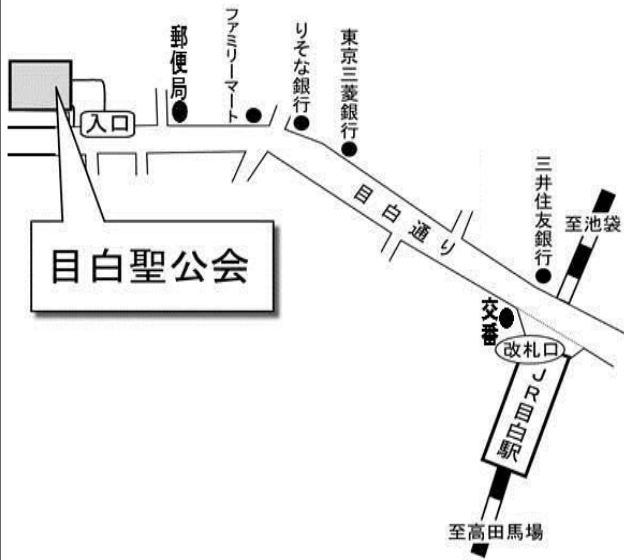 郵便局
ファミリーマート
りそな銀行
東京三菱銀行
入口
三井住友銀行
至池袋
目白通り
目白聖公会
交番
改札口
JR目白駅
至高田馬場